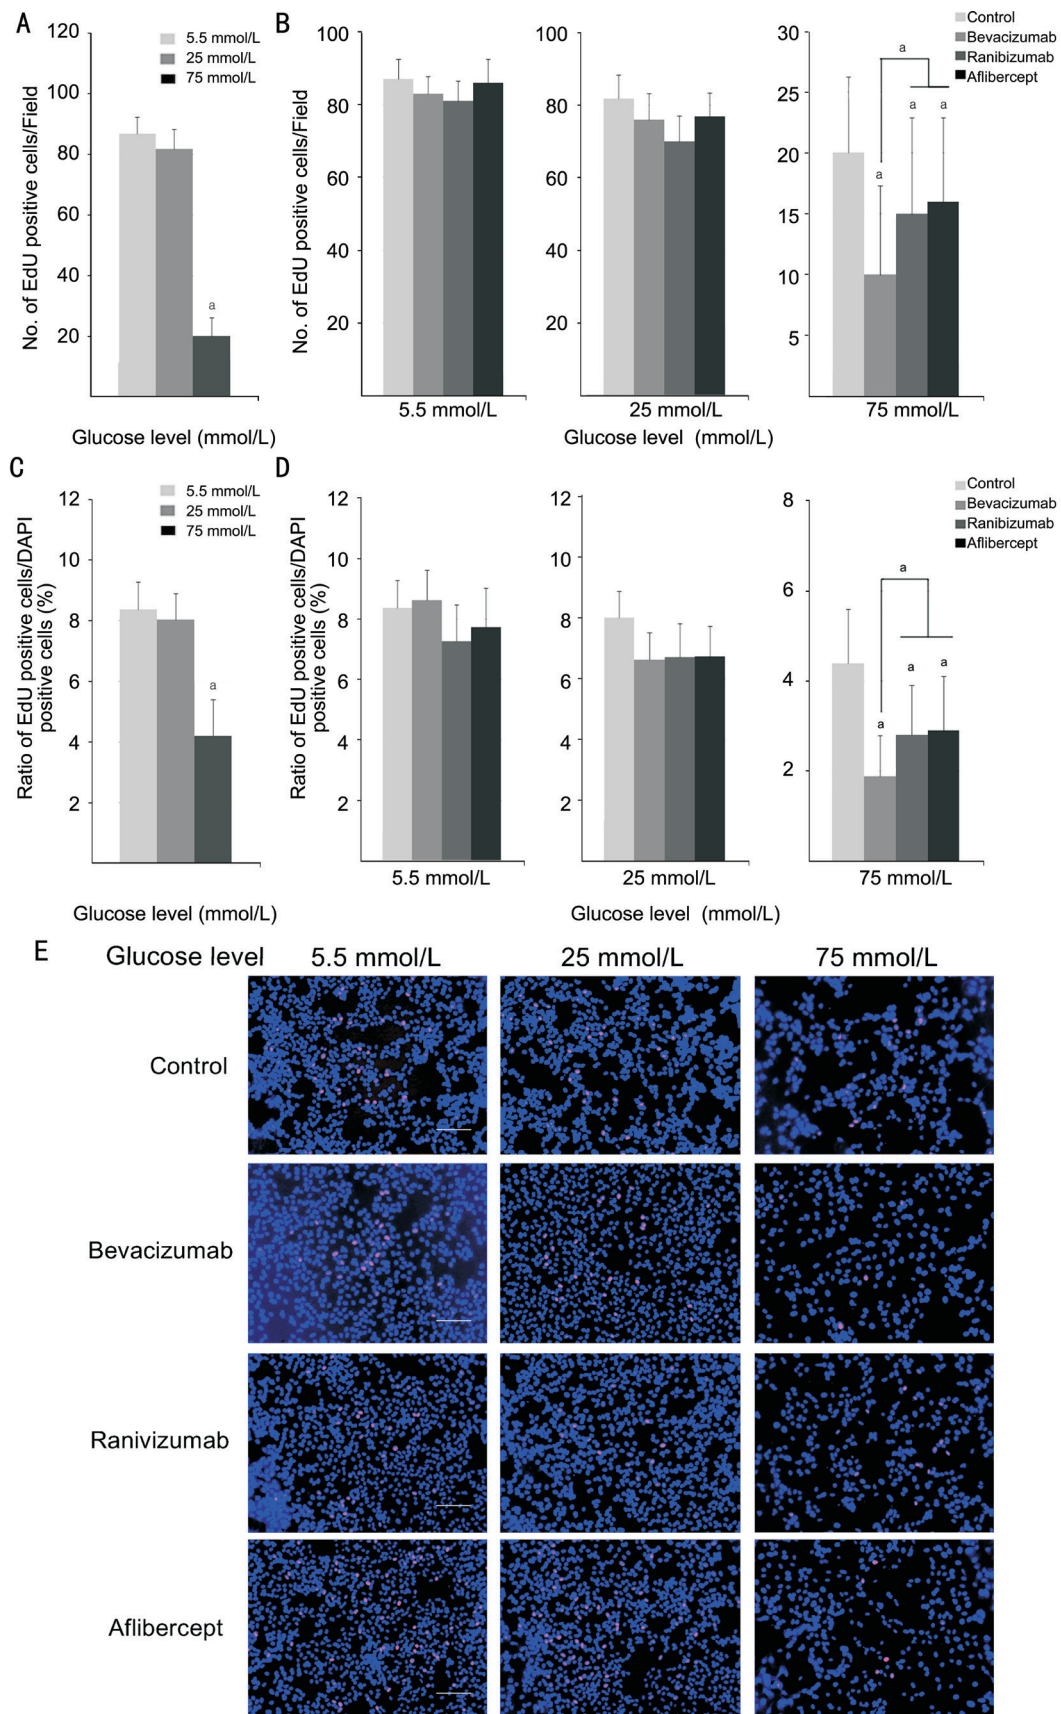 A
No. of EdU positive cells/Field
120
100
80
60
40
20
5.5 mmol/L
25 mmol/L
75 mmol/L
a
Glucose level (mmol/L)
B
No. of EdU positive cells/Field
100
80
60
40
20
5.5 mmol/L
100
80
60
40
20
25 mmol/L
30
25
20
15
10
5
75 mmol/L
Control
Bevacizumab
Ranibizumab
Aflibercept
a
a
a
a
Glucose level (mmol/L)
C
Ratio of EdU positive cells/DAPI
positive cells (%)
12
10
8
6
4
2
5.5 mmol/L
25 mmol/L
75 mmol/L
a
Glucose level (mmol/L)
D
Ratio of EdU positive cells/DAPI
positive cells (%)
12
10
8
6
4
2
5.5 mmol/L
12
10
8
6
4
2
25 mmol/L
8
6
4
2
75 mmol/L
Control
Bevacizumab
Ranibizumab
Aflibercept
a
a
a
a
Glucose level (mmol/L)
E
Glucose level 5.5 mmol/L 25 mmol/L 75 mmol/L
Control
Bevacizumab
Ranivizumab
Aflibercept